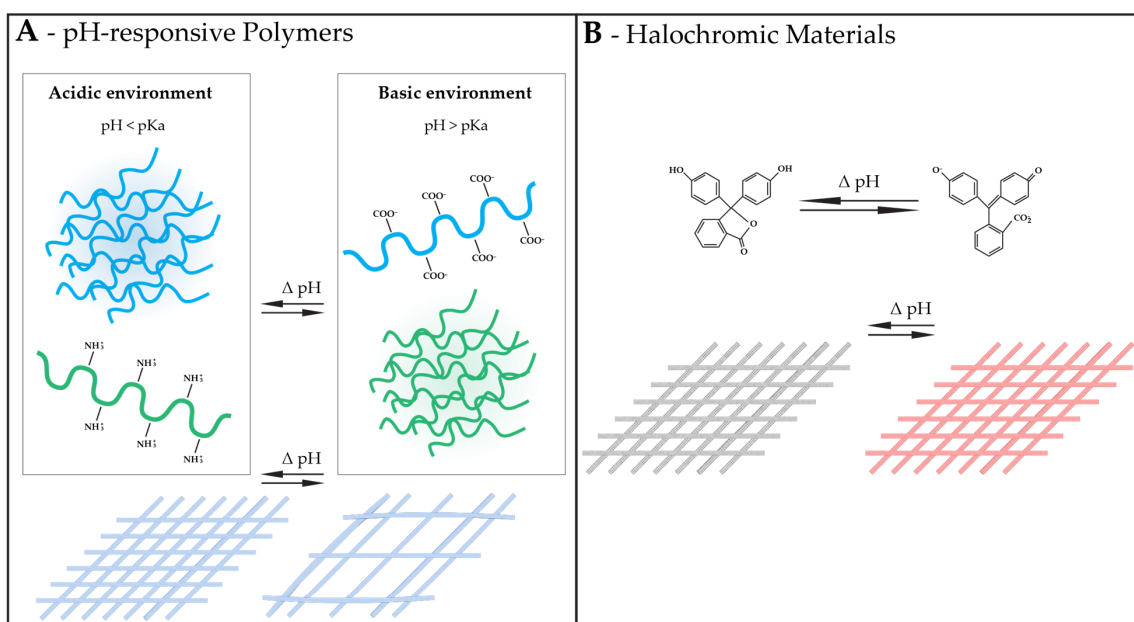 A - pH-responsive Polymers
Acidic environment
pH < pKa
Basic environment
pH > pKa
COO⁻
COO⁻
COO⁻
COO⁻
COO⁻
COO⁻
Δ pH
NH₃⁺
NH₃⁺
NH₃⁺
NH₃⁺
NH₃⁺
NH₃⁺
Δ pH
B - Halochromic Materials
HO
OH
O
O
Δ pH
O⁻
O
CO₂
Δ pH